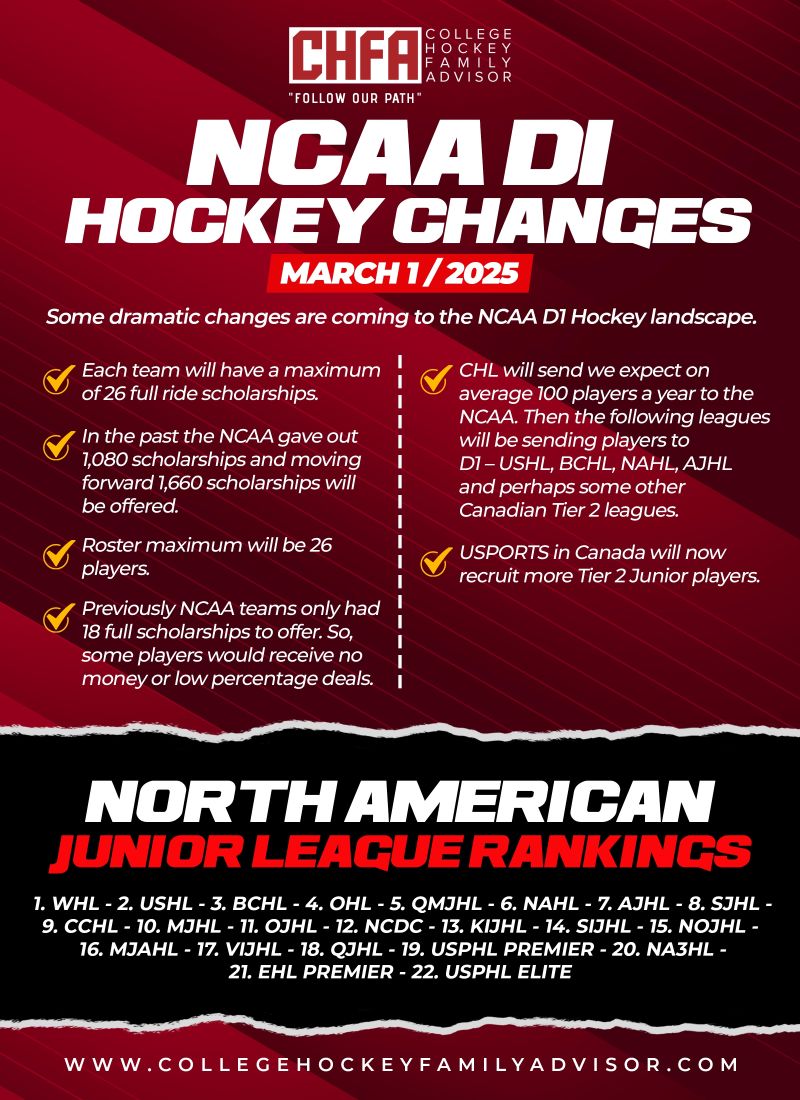 CHFA
COLLEGE
HOCKEY
FAMILY
ADVISOR
"FOLLOW OUR PATH"
NCAA DI
HOCKEY CHANGES
MARCH 1 / 2025
Some dramatic changes are coming to the NCAA D1 Hockey landscape.
Each team will have a maximum
of 26 full ride scholarships.
In the past the NCAA gave out
1,080 scholarships and moving
forward 1,660 scholarships will
be offered.
Roster maximum will be 26
players.
Previously NCAA teams only had
18 full scholarships to offer. So,
some players would receive no
money or low percentage deals.
CHL will send we expect on
average 100 players a year to the
NCAA. Then the following leagues
will be sending players to
D1 – USHL, BCHL, NAHL, AJHL
and perhaps some other
Canadian Tier 2 leagues.
USPORTS in Canada will now
recruit more Tier 2 Junior players.
NORTH AMERICAN
JUNIOR LEAGUE RANKINGS
1. WHL - 2. USHL - 3. BCHL - 4. OHL - 5. QMJHL - 6. NAHL - 7. AJHL - 8. SJHL -
9. CCHL - 10. MJHL - 11. OJHL - 12. NCDC - 13. KIJHL - 14. SIJHL - 15. NOJHL -
16. MJAHL - 17. VIJHL - 18. QJHL - 19. USPHL PREMIER - 20. NA3HL -
21. EHL PREMIER - 22. USPHL ELITE
WWW.COLLEGEHOCKEYFAMILYADVISOR.COM